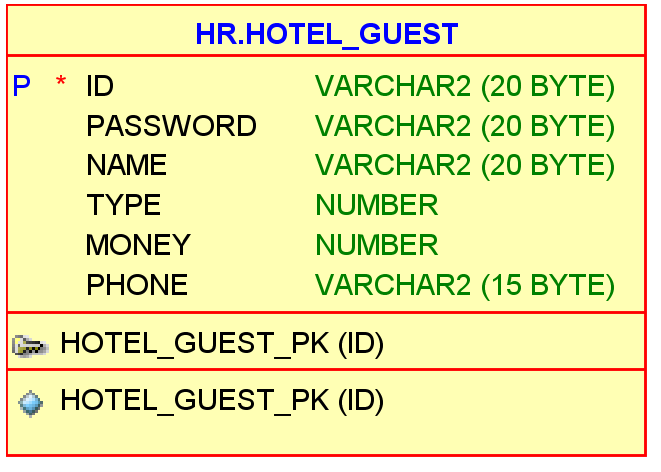 HR.HOTEL_GUEST
P * ID VARCHAR2 (20 BYTE)
PASSWORD VARCHAR2 (20 BYTE)
NAME VARCHAR2 (20 BYTE)
TYPE NUMBER
MONEY NUMBER
PHONE VARCHAR2 (15 BYTE)
HOTEL_GUEST_PK (ID)
HOTEL_GUEST_PK (ID)